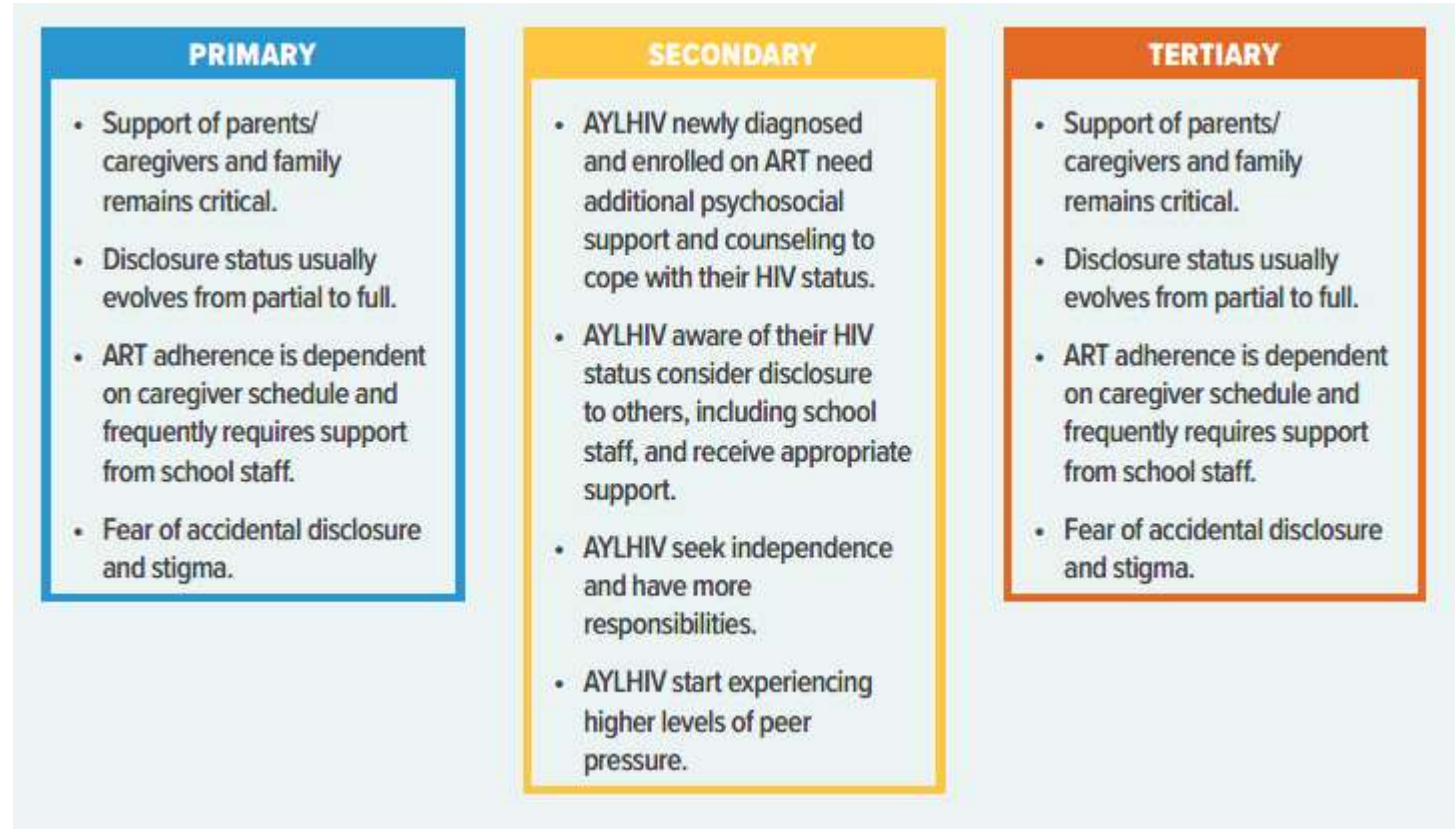 PRIMARY
• Support of parents/
caregivers and family
remains critical.
• Disclosure status usually
evolves from partial to full.
• ART adherence is dependent
on caregiver schedule and
frequently requires support
from school staff.
• Fear of accidental disclosure
and stigma.
SECONDARY
• AYLHIV newly diagnosed
and enrolled on ART need
additional psychosocial
support and counseling to
cope with their HIV status.
• AYLHIV aware of their HIV
status consider disclosure
to others, including school
staff, and receive appropriate
support.
• AYLHIV seek independence
and have more
responsibilities.
• AYLHIV start experiencing
higher levels of peer
pressure.
TERTIARY
• Support of parents/
caregivers and family
remains critical.
• Disclosure status usually
evolves from partial to full.
• ART adherence is dependent
on caregiver schedule and
frequently requires support
from school staff.
• Fear of accidental disclosure
and stigma.